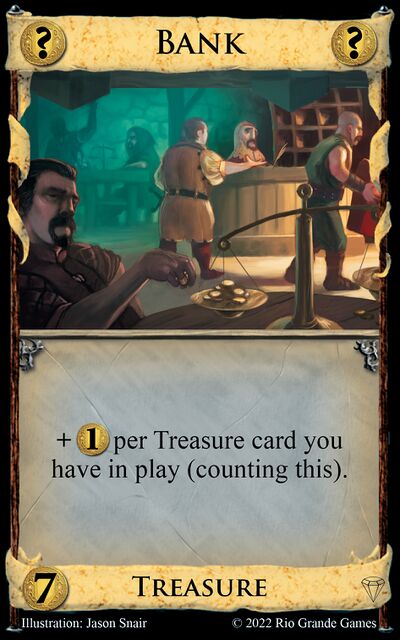 ? BANK ?
+ 1 per Treasure card you
have in play (counting this).
7 TREASURE
Illustration: Jason Snair © 2022 Rio Grande Games